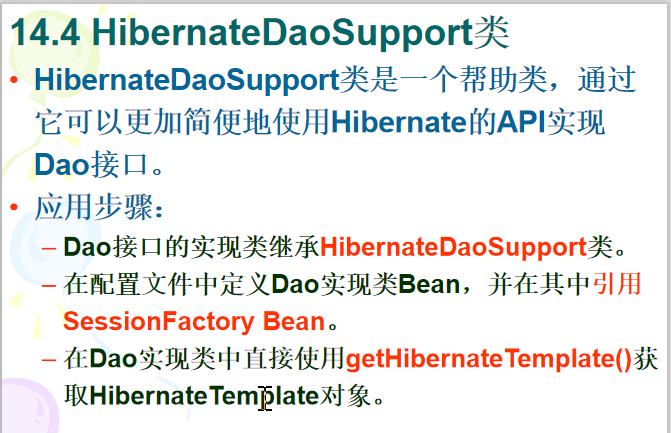 14.4 HibernateDaoSupport类
• HibernateDaoSupport类是一个帮助类，通过
它可以更加简便地使用Hibernate的API实现
Dao接口。
• 应用步骤：
– Dao接口的实现类继承HibernateDaoSupport类。
– 在配置文件中定义Dao实现类Bean，并在其中引用
SessionFactory Bean。
– 在Dao实现类中直接使用getHibernateTemplate()获
取HibernateTemplate对象。